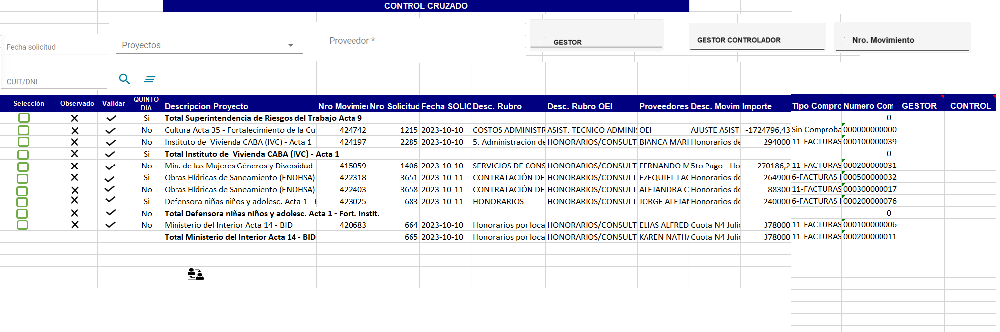 CONTROL CRUZADO
Fecha solicitud
Proyectos
Proveedor *
GESTOR
GESTOR CONTROLADOR
Nro. Movimiento
CUIT/DNI
Selección Observado Validar QUINTO DIA Descripcion Proyecto Nro Movimie Nro Solicitud Fecha SOLIC Desc. Rubro Desc. Rubro OEI Proveedores Desc. Movim Importe Tipo Compro Numero Com GESTOR CONTROL
Si Total Superintendencia de Riesgos del Trabajo Acta 9 0
No Cultura Acta 35 - Fortalecimiento de la Cul 424742 1215 2023-10-10 COSTOS ADMINISTR ASIST. TECNICO ADMINIS OEI AJUSTE ASIST -1724796,43 Sin Comproba 000000000000
No Instituto de Vivienda CABA (IVC) - Acta 1 424197 2285 2023-10-10 5. Administración de HONORARIOS/CONSULT BIANCA MARI Honorarios de 294000 11-FACTURAS 000100000039
Si Total Instituto de Vivienda CABA (IVC) - Acta 1 0
No Min. de las Mujeres Géneros y Diversidad - 415059 1406 2023-10-10 SERVICIOS DE CONS HONORARIOS/CONSULT FERNANDO M 5to Pago - Ho 270186,2 11-FACTURAS 000200000031
Si Obras Hídricas de Saneamiento (ENOHSA) 422318 3651 2023-10-11 CONTRATACIÓN DE HONORARIOS/CONSULT EZEQUIEL LAC Honorarios de 264900 6-FACTURAS E 000500000032
No Obras Hídricas de Saneamiento (ENOHSA) 422403 3658 2023-10-11 CONTRATACIÓN DE HONORARIOS/CONSULT ALEJANDRA C Honorarios de 88300 11-FACTURAS 000300000017
Si Defensora niñas niños y adolesc. Acta 1 - F 423025 683 2023-10-11 HONORARIOS HONORARIOS/CONSULT JORGE ALEJAN Honorarios de 240000 6-FACTURAS E 000200000076
No Total Defensora niñas niños y adolesc. Acta 1 - Fort. Instit. 0
No Ministerio del Interior Acta 14 - BID 420683 664 2023-10-10 Honorarios por loca HONORARIOS/CONSULT ELIAS ALFRED Cuota N4 Julio 378000 11-FACTURAS 000100000006
Total Ministerio del Interior Acta 14 - BID 665 2023-10-10 Honorarios por loca HONORARIOS/CONSULT KAREN NATHA Cuota N4 Julio 378000 11-FACTURAS 000200000011